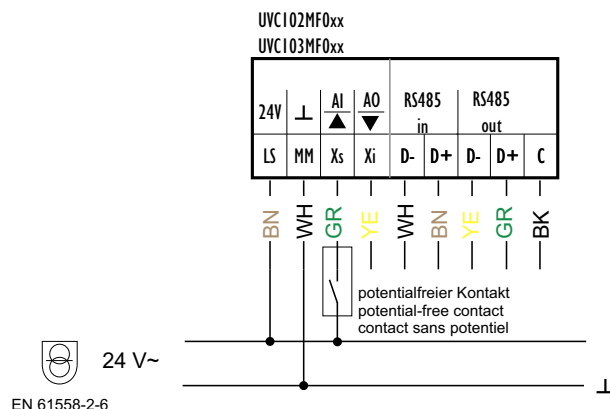 UVC102MF0xx
UVC103MF0xx
24V ⊥ AI AO RS485 in RS485 out
LS MM Xs Xi D- D+ D- D+ C
BN WH GR YE WH BN YE GR BK
potentialfreier Kontakt
potential-free contact
contact sans potentiel
24 V~
⊥
EN 61558-2-6